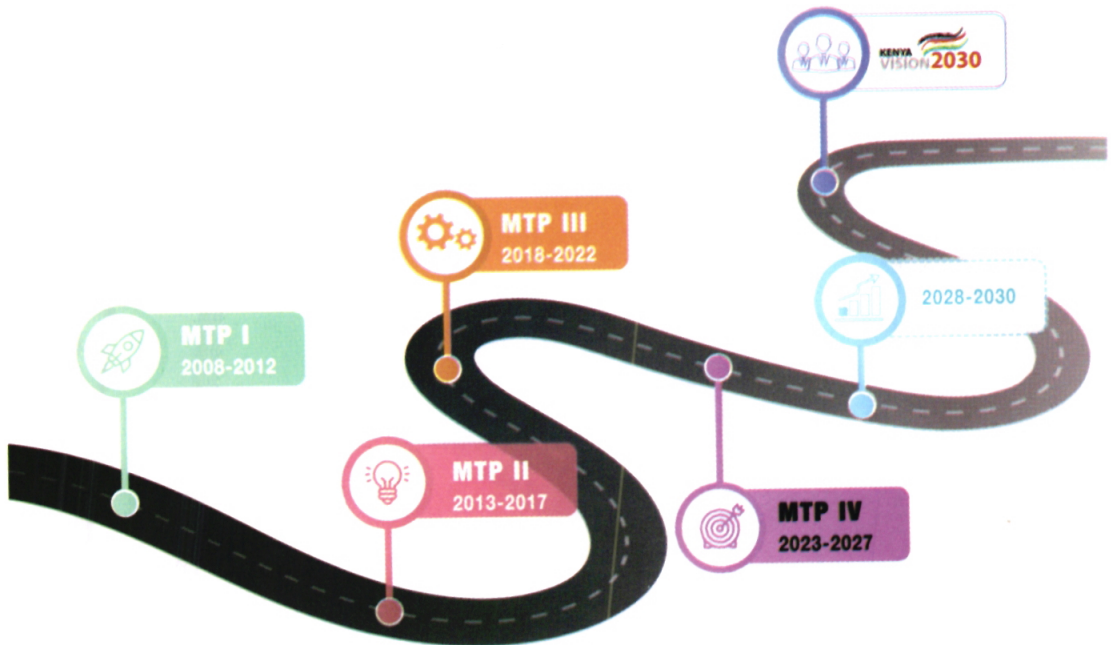 KENYA
VISION 2030
MTP III
2018-2022
2028-2030
MTP I
2008-2012
MTP II
2013-2017
MTP IV
2023-2027